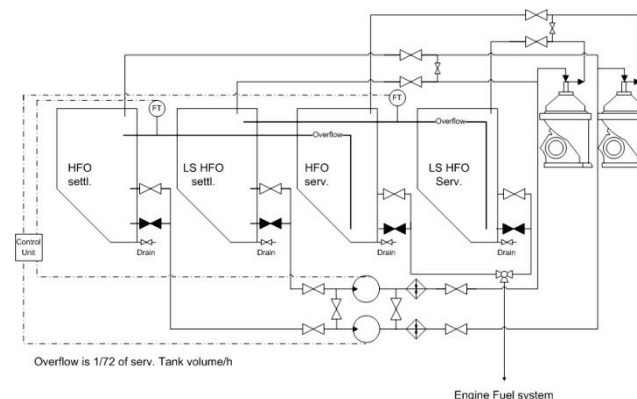 FT
FT
Overflow
Overflow
HFO
settl.
LS HFO
settl.
HFO
serv.
LS HFO
Serv.
Control
Unit
Drain
Drain
Drain
Drain
Overflow is 1/72 of serv. Tank volume/h
Engine Fuel system